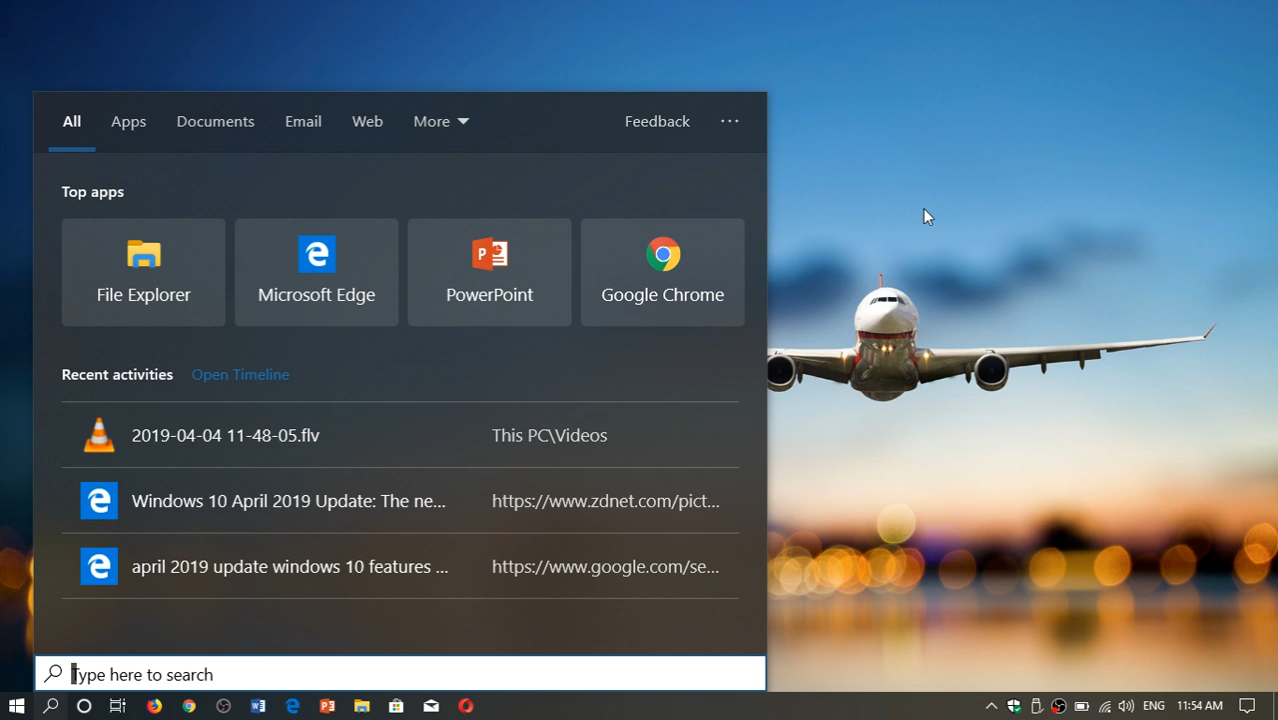 All Apps Documents Email Web More Feedback ...
Top apps
File Explorer Microsoft Edge PowerPoint Google Chrome
Recent activities Open Timeline
2019-04-04 11-48-05.flv This PC\Videos
Windows 10 April 2019 Update: The ne... https://www.zdnet.com/pict...
april 2019 update windows 10 features ... https://www.google.com/se...
Type here to search
ENG 11:54 AM